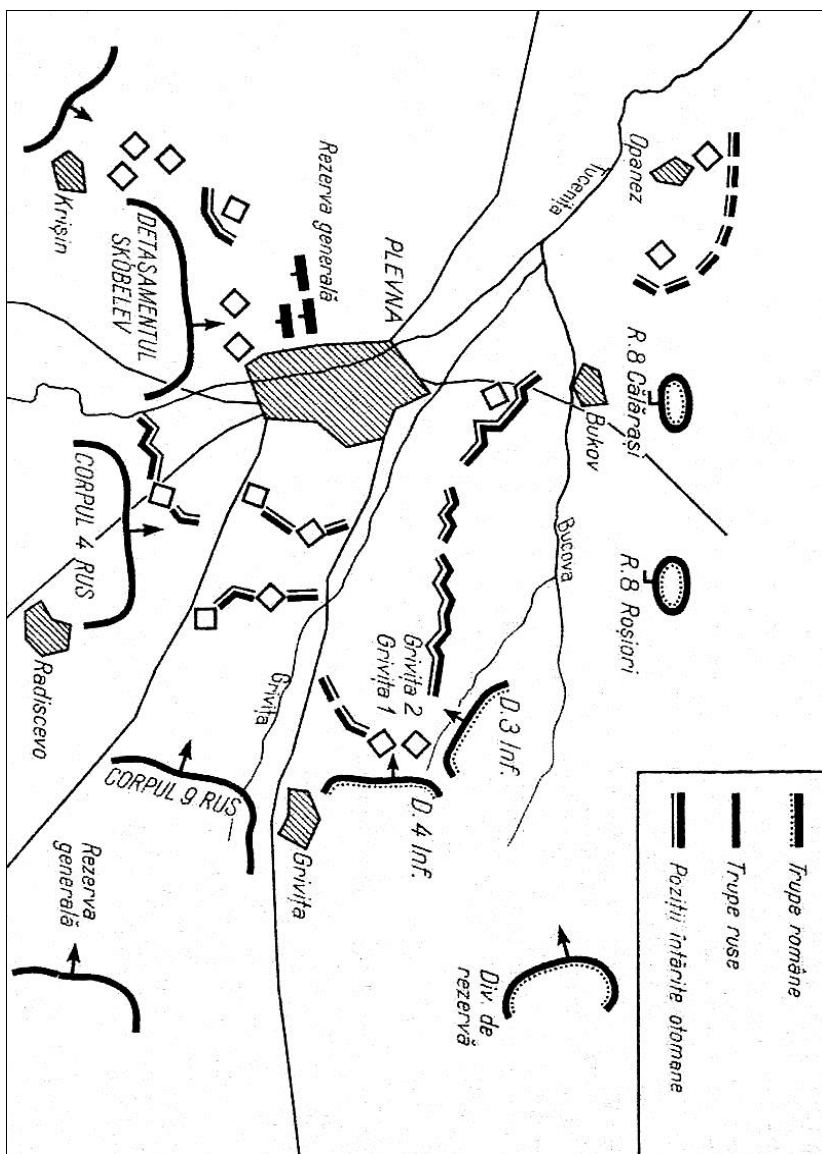 Trupe române
Trupe ruse
Poziții întărite otomane
Opanez
R.8 Călărași
R.8 Roșiori
Tucenița
Bukov
Bucova
Div. de
rezervă
D.3 Inf.
D.4 Inf.
Grivița 2
Grivița 1
PLEVNA
Rezerva generală
Grivița
Grivița
Krișin
DETASAMENTUL
SKOBELEV
CORPUL 4 RUS
Radiscevo
CORPUL 9 RUS
Rezerva
generală